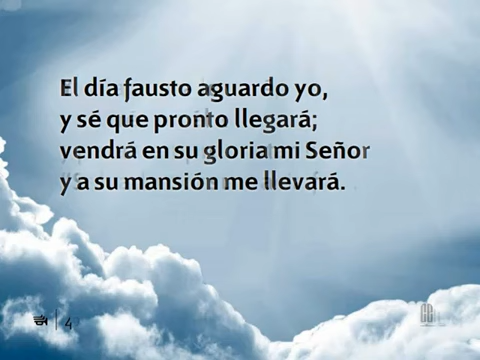 El día fausto aguardo yo,
y sé que pronto llegará;
vendrá en su gloria mi Señor
y a su mansión me llevará.
4